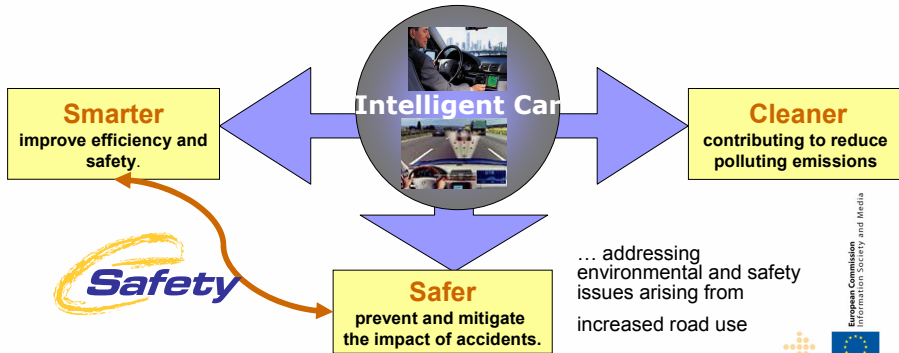 Intelligent Car
Smarter
improve efficiency and
safety.
Cleaner
contributing to reduce
polluting emissions
Safety
Safer
prevent and mitigate
the impact of accidents.
… addressing
environmental and safety
issues arising from
increased road use
European Commission
Information Society and Media